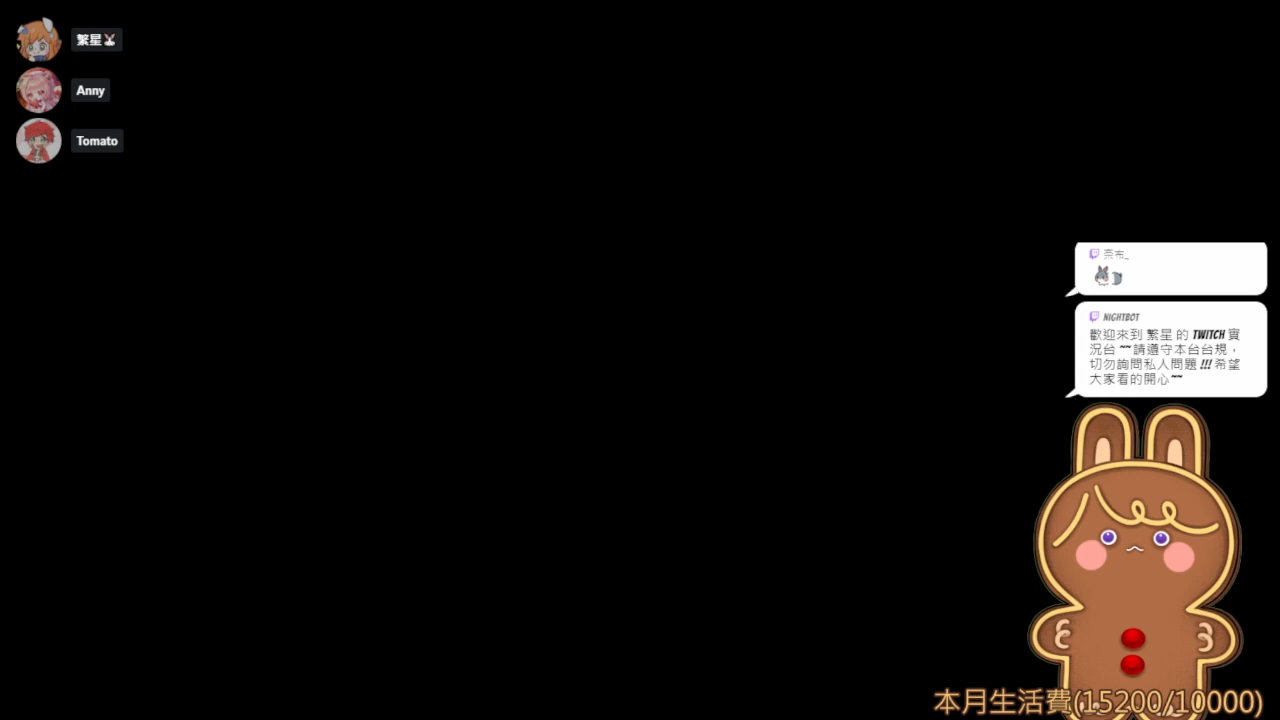 繁星
Anny
Tomato
NIGHTBOT
歡迎來到 繁星 的 TWITCH 實
況台 ~~ 請遵守本台台規，
切勿詢問私人問題 !!! 希望
大家看的開心~~
本月生活費(15200/10000)